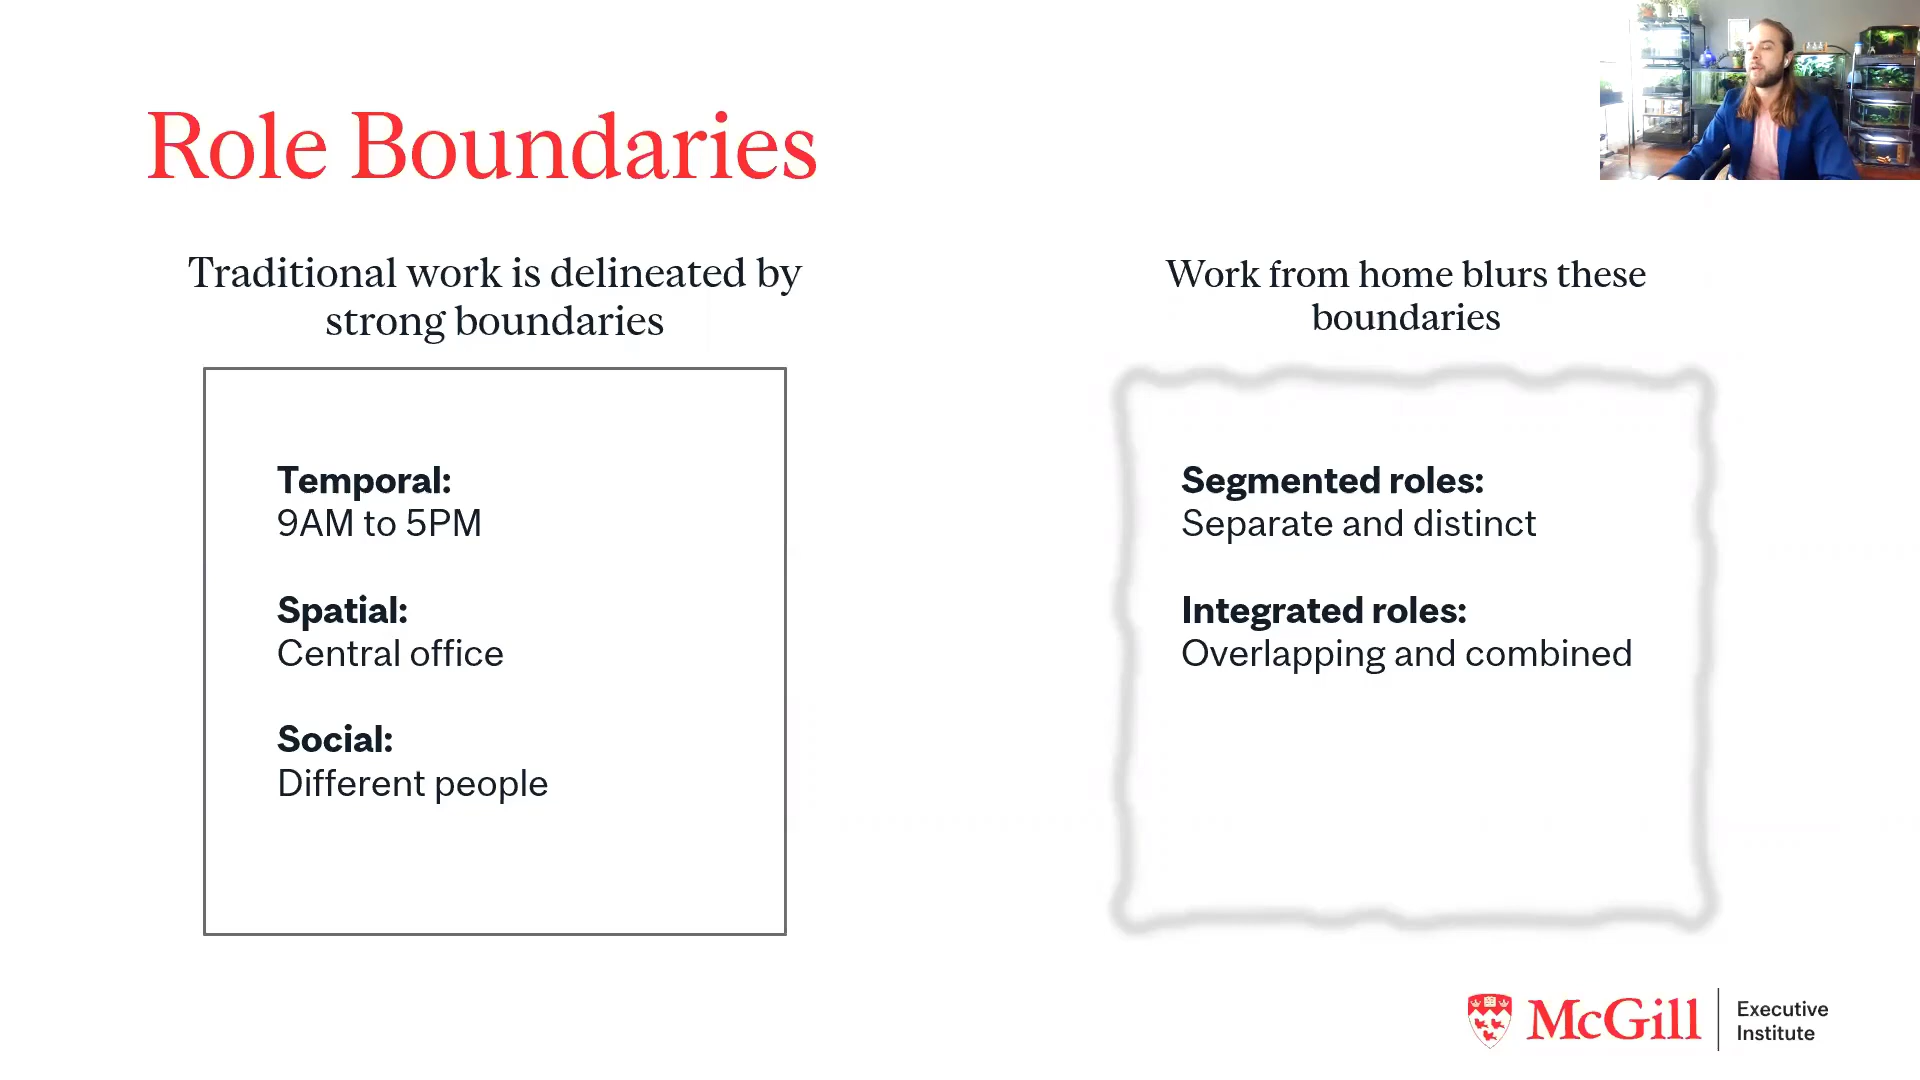 Role Boundaries
Traditional work is delineated by
strong boundaries
Temporal:
9AM to 5PM
Spatial:
Central office
Social:
Different people
Work from home blurs these
boundaries
Segmented roles:
Separate and distinct
Integrated roles:
Overlapping and combined
McGill
Executive
Institute